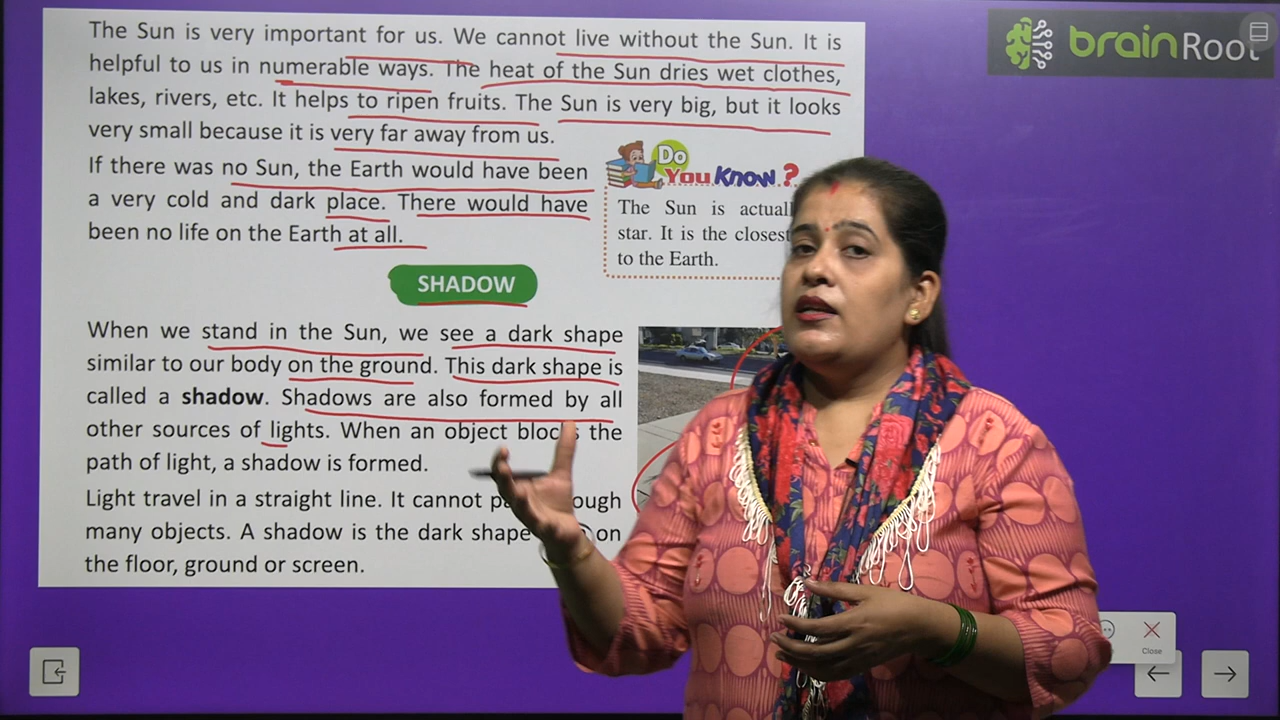 The Sun is very important for us. We cannot live without the Sun. It is
helpful to us in numerable ways. The heat of the Sun dries wet clothes,
lakes, rivers, etc. It helps to ripen fruits. The Sun is very big, but it looks
very small because it is very far away from us.
If there was no Sun, the Earth would have been
a very cold and dark place. There would have
been no life on the Earth at all.
Do
You Know ?
The Sun is
star. It is the closest
to the Earth.
SHADOW
When we stand in the Sun, we see a dark shape
similar to our body on the ground. This dark shape is
called a shadow. Shadows are also formed by all
other sources of lights. When an object blocks the
path of light, a shadow is formed.
Light travel in a straight line. It cannot
many objects. A shadow is the dark shape on
the floor, ground or screen.
brainRoot
Close